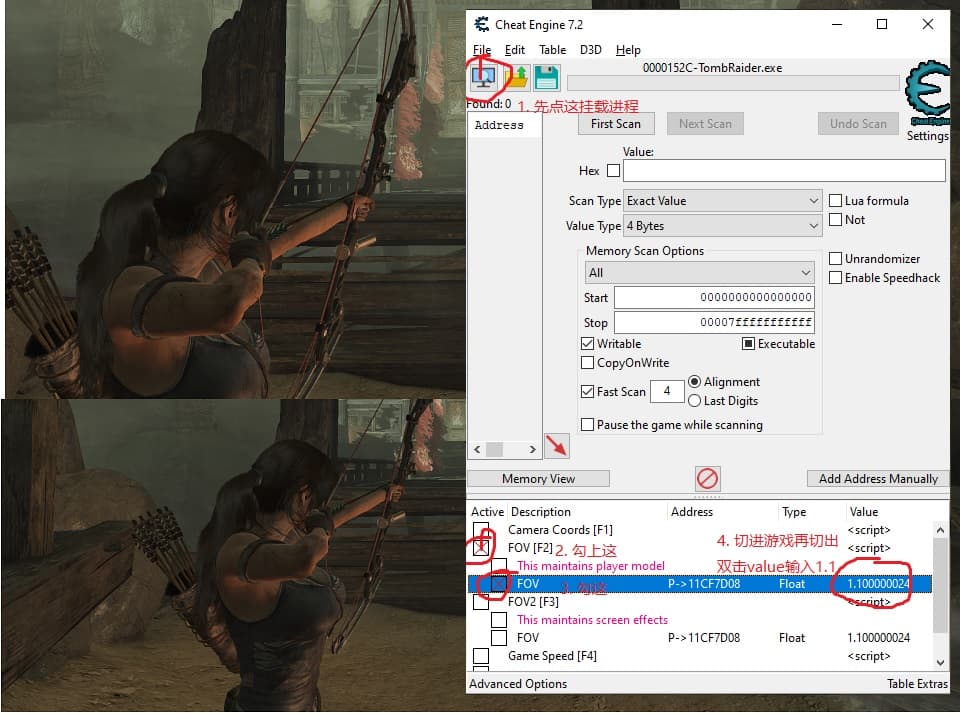 Cheat Engine 7.2
File Edit Table D3D Help
0000152C-TombRaider.exe
Found: 0
1. 先点这挂载进程
Cheat Engine
Settings
Address
First Scan Next Scan Undo Scan
Value:
Hex
Scan Type Exact Value
Lua formula
Value Type 4 Bytes
Not
Memory Scan Options
All
Unrandomizer
Enable Speedhack
Start 0000000000000000
Stop 00007fffffffffff
Writable Executable
CopyOnWrite
Fast Scan 4 Alignment
Last Digits
Pause the game while scanning
Memory View Add Address Manually
Active Description Address Type Value
Camera Coords [F1] <script>
FOV [F2] <script>
2. 勾上这
4. 切进游戏再切出
This maintains player model
双击value输入1.1
FOV P->11CF7D08 Float 1.100000024
3. 勾这
FOV2 [F3] <script>
This maintains screen effects
FOV P->11CF7D08 Float 1.100000024
Game Speed [F4] <script>
Advanced Options Table Extras